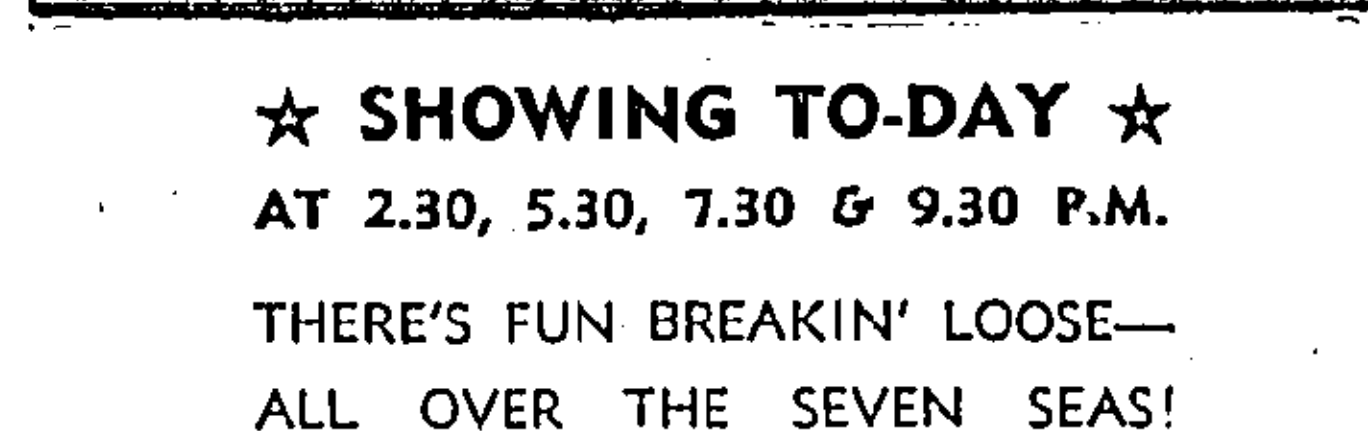 ☆ SHOWING TO-DAY ☆
AT 2.30, 5.30, 7.30 & 9.30 P.M.
THERE'S FUN BREAKIN' LOOSE—
ALL OVER THE SEVEN SEAS!